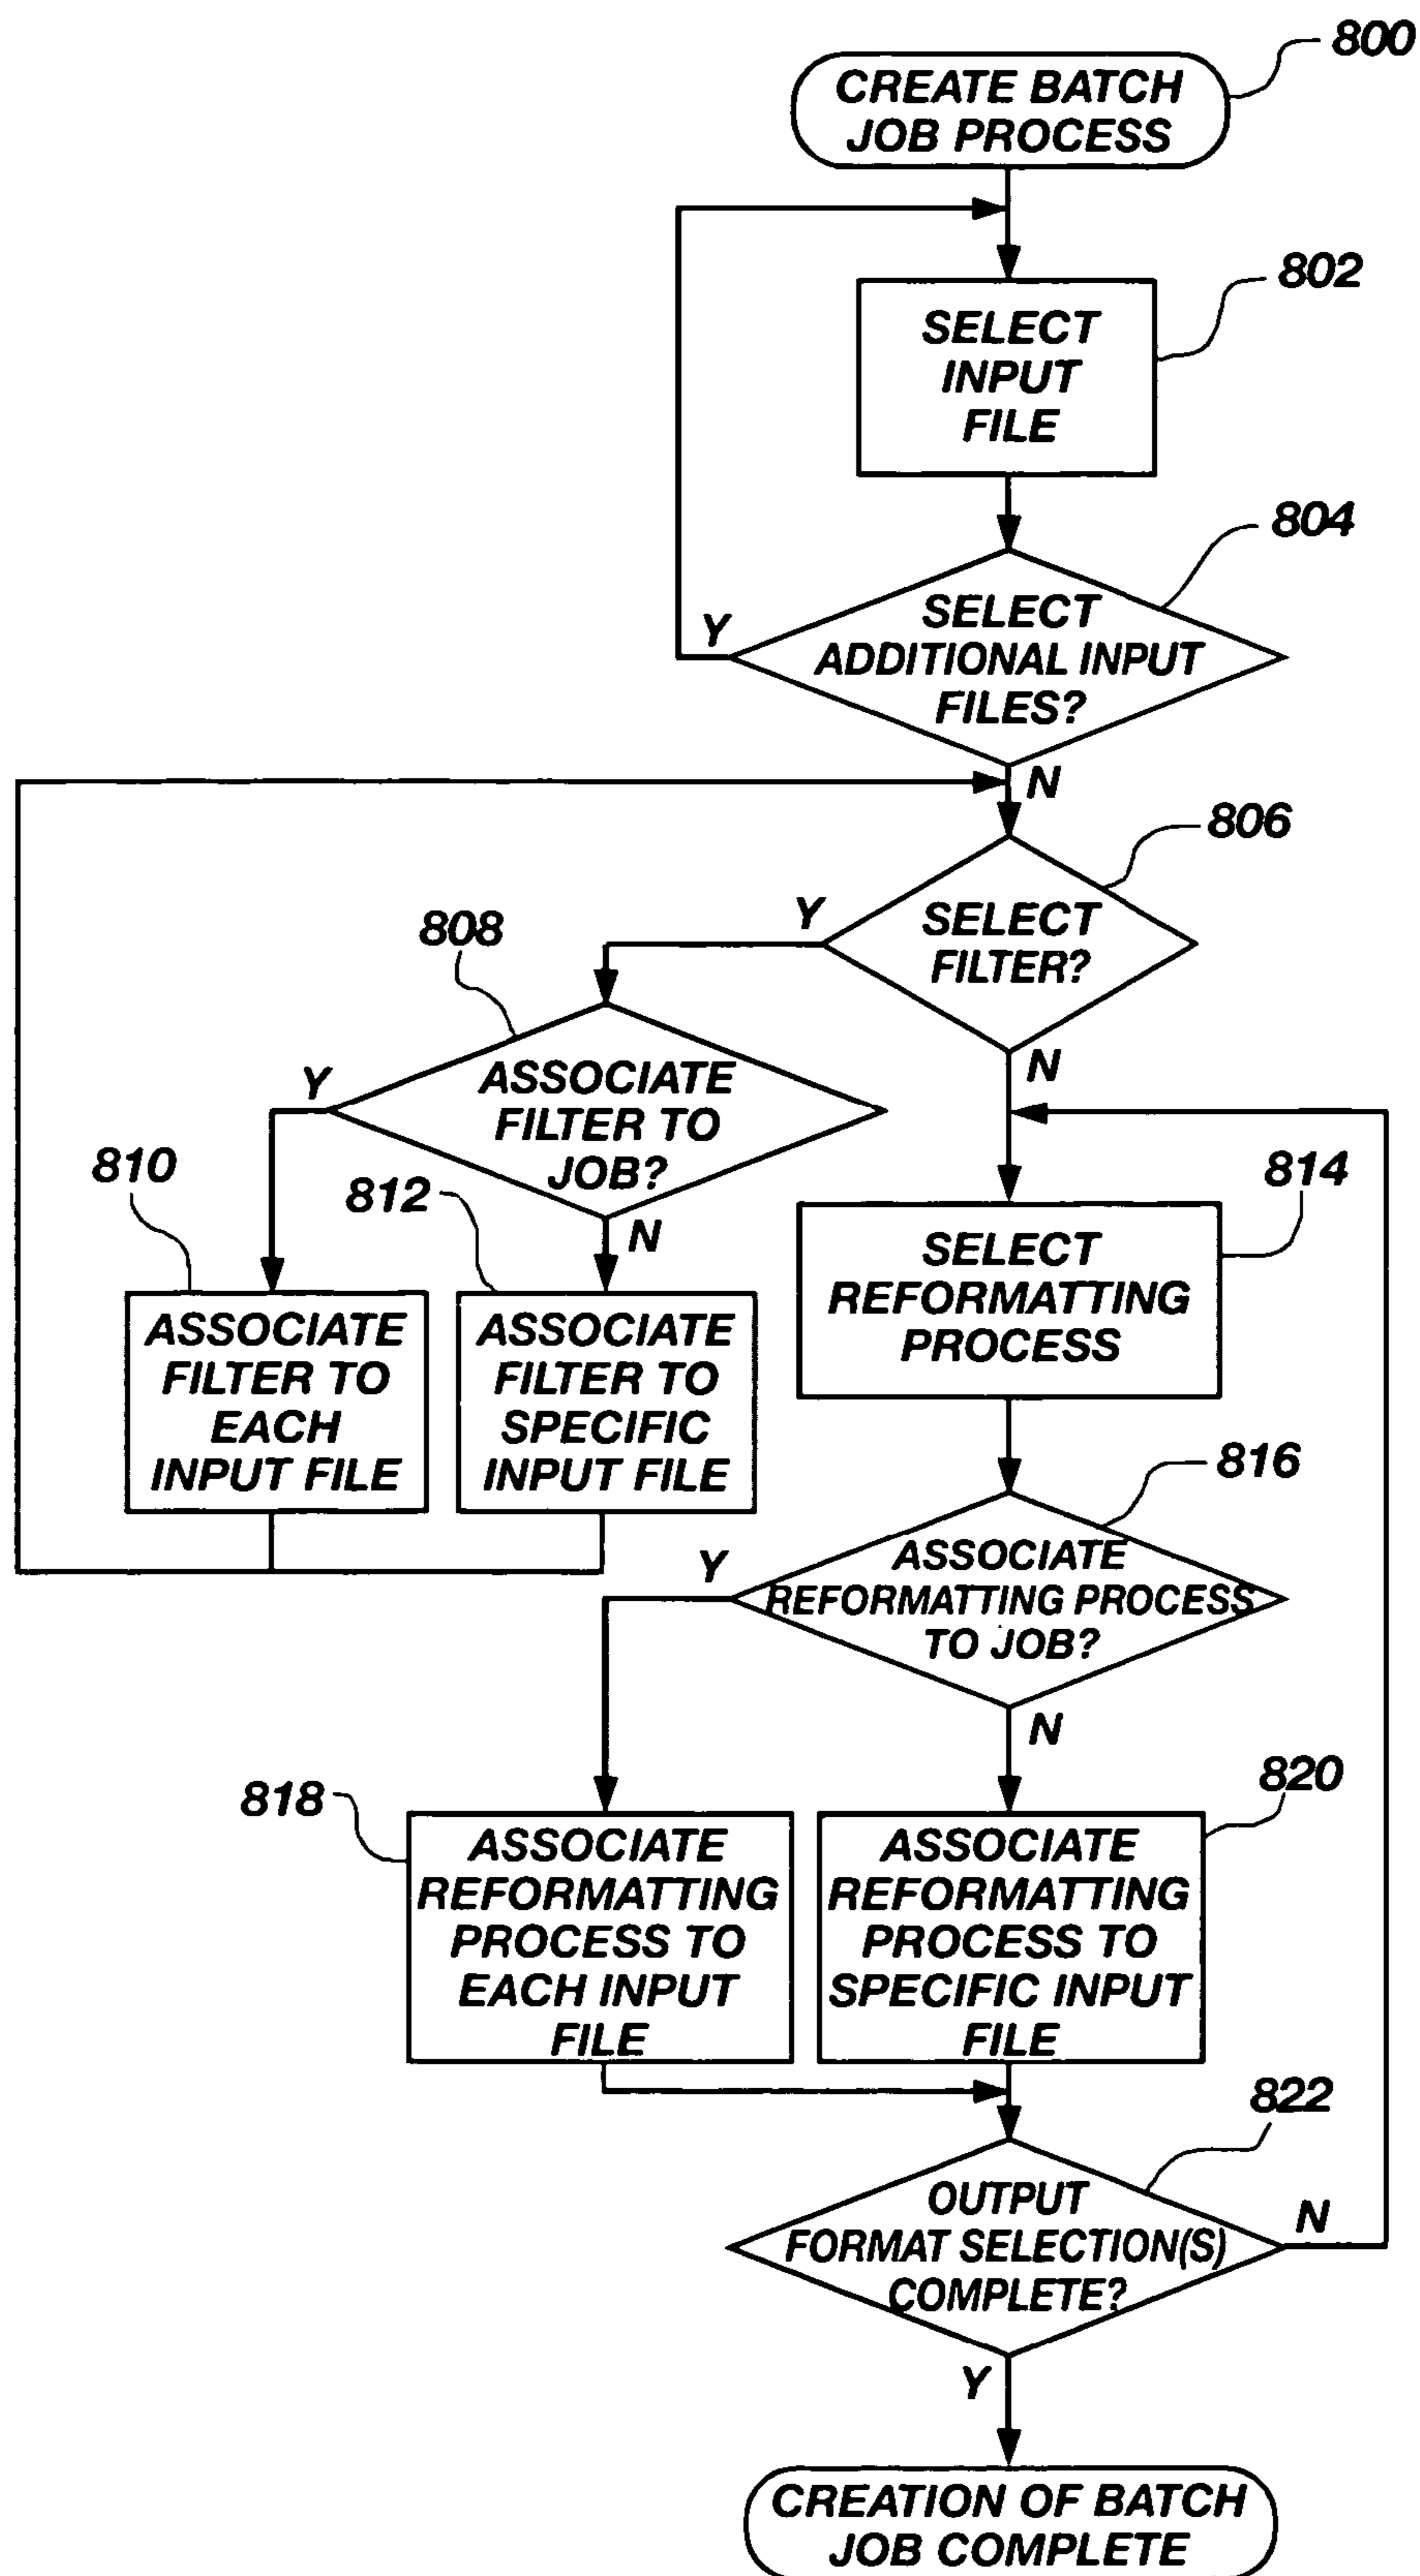 800
CREATE BATCH
JOB PROCESS
802
SELECT
INPUT
FILE
804
SELECT
ADDITIONAL INPUT
FILES?
Y
N
806
SELECT
FILTER?
Y
N
808
ASSOCIATE
FILTER TO
JOB?
Y
N
810
ASSOCIATE
FILTER TO
EACH
INPUT FILE
812
ASSOCIATE
FILTER TO
SPECIFIC
INPUT FILE
814
SELECT
REFORMATTING
PROCESS
816
ASSOCIATE
REFORMATTING PROCESS
TO JOB?
Y
N
818
ASSOCIATE
REFORMATTING
PROCESS TO
EACH INPUT
FILE
820
ASSOCIATE
REFORMATTING
PROCESS TO
SPECIFIC INPUT
FILE
822
OUTPUT
FORMAT SELECTION(S)
COMPLETE?
N
Y
CREATION OF BATCH
JOB COMPLETE